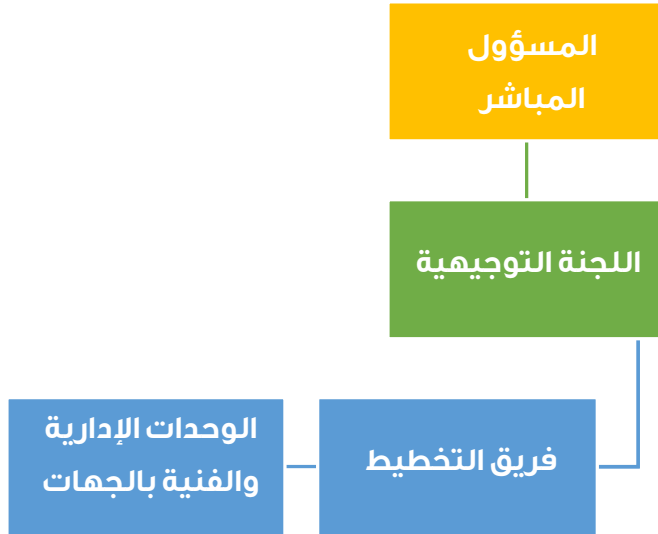 المسؤول
المباشر
اللجنة التوجيهية
فريق التخطيط
الوحدات الإدارية
والفنية بالجهات